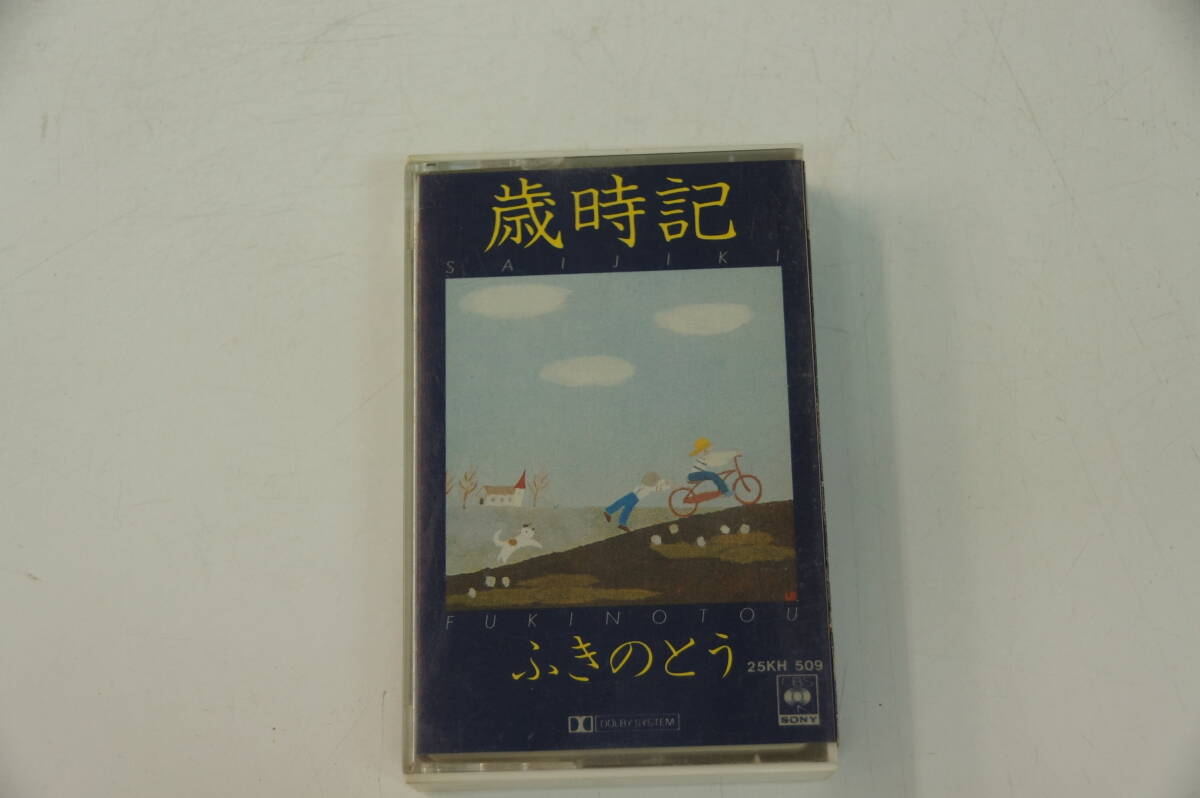 歳時記
SAIJIKI
FUKINOTOU
ふきのとう
25KH 509
CBS
SONY
DOLBY SYSTEM